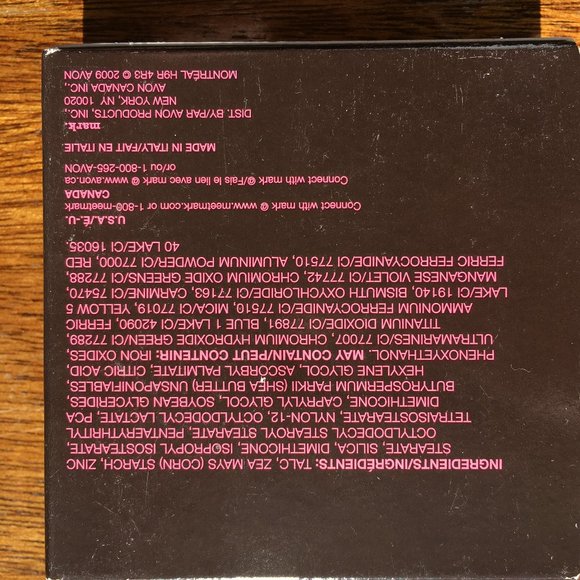 INGREDIENTS/INGRÉDIENTS: TALC, ZEA MAYS (CORN) STARCH, ZINC
STEARATE, SILICA, DIMETHICONE, ISOPROPYL ISOSTEARATE,
OCTYLDODECYL STEAROYL STEARATE, PENTAERYTHRITYL
TETRAISOSTEARATE, NYLON-12, OCTYLDODECYL LACTATE, PCA
DIMETHICONE, CAPRYLYL GLYCOL, SOYBEAN GLYCERIDES,
BUTYROSPERMUM PARKII (SHEA BUTTER) UNSAPONIFIABLES,
HEXYLENE GLYCOL, ASCORBYL PALMITATE, CITRIC ACID,
PHENOXYETHANOL. MAY CONTAIN/PEUT CONTENIR: IRON OXIDES,
ULTRAMARINES/CI 77007, CHROMIUM HYDROXIDE GREEN/CI 77289
TITANIUM DIOXIDE/CI 77891, BLUE 1 LAKE/CI 42090, FERRIC
AMMONIUM FERROCYANIDE/CI 77510, MICA/CI 77019, YELLOW 5
LAKE/CI 19140, BISMUTH OXYCHLORIDE/CI 77163, CARMINE/CI 75470,
MANGANESE VIOLET/CI 77742, CHROMIUM OXIDE GREENS/CI 77288,
FERRIC FERROCYANIDE/CI 77510, ALUMINUM POWDER/CI 77000, RED
40 LAKE/CI 16035.
U.S.A./É.-U.
Connect with mark @ www.meetmark.com or 1-800-meetmark
CANADA
Connect with mark @/Fais le lien avec mark @ www.avon.ca
or/ou 1-800-265-AVON
MADE IN ITALY/FAIT EN ITALIE
mark.
DIST. BY/PAR AVON PRODUCTS, INC.,
NEW YORK, NY 10020
AVON CANADA INC.,
MONTRÉAL H9R 4R3 © 2009 AVON